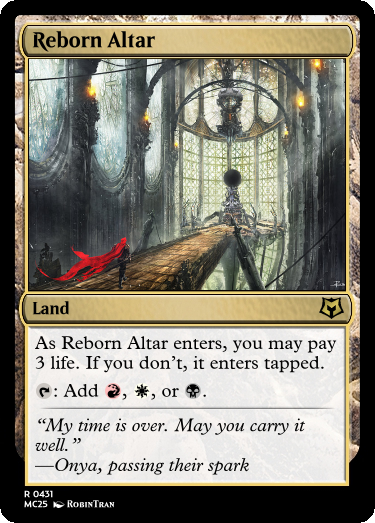 Reborn Altar
Land
As Reborn Altar enters, you may pay
3 life. If you don't, it enters tapped.
: Add , , or .
“My time is over. May you carry it
well.”
—Onya, passing their spark
R 0431
MC25 RobinTran